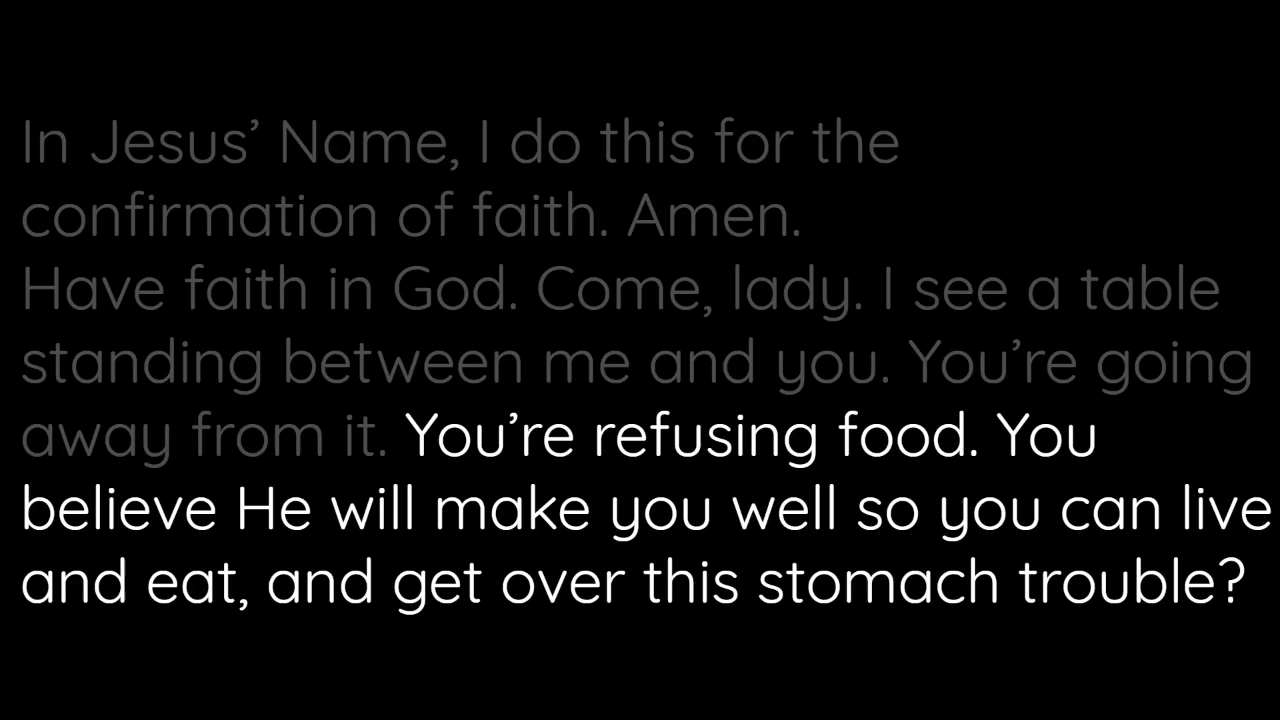 In Jesus’ Name, I do this for the
confirmation of faith. Amen.
Have faith in God. Come, lady. I see a table
standing between me and you. You’re going
away from it. You’re refusing food. You
believe He will make you well so you can live
and eat, and get over this stomach trouble?